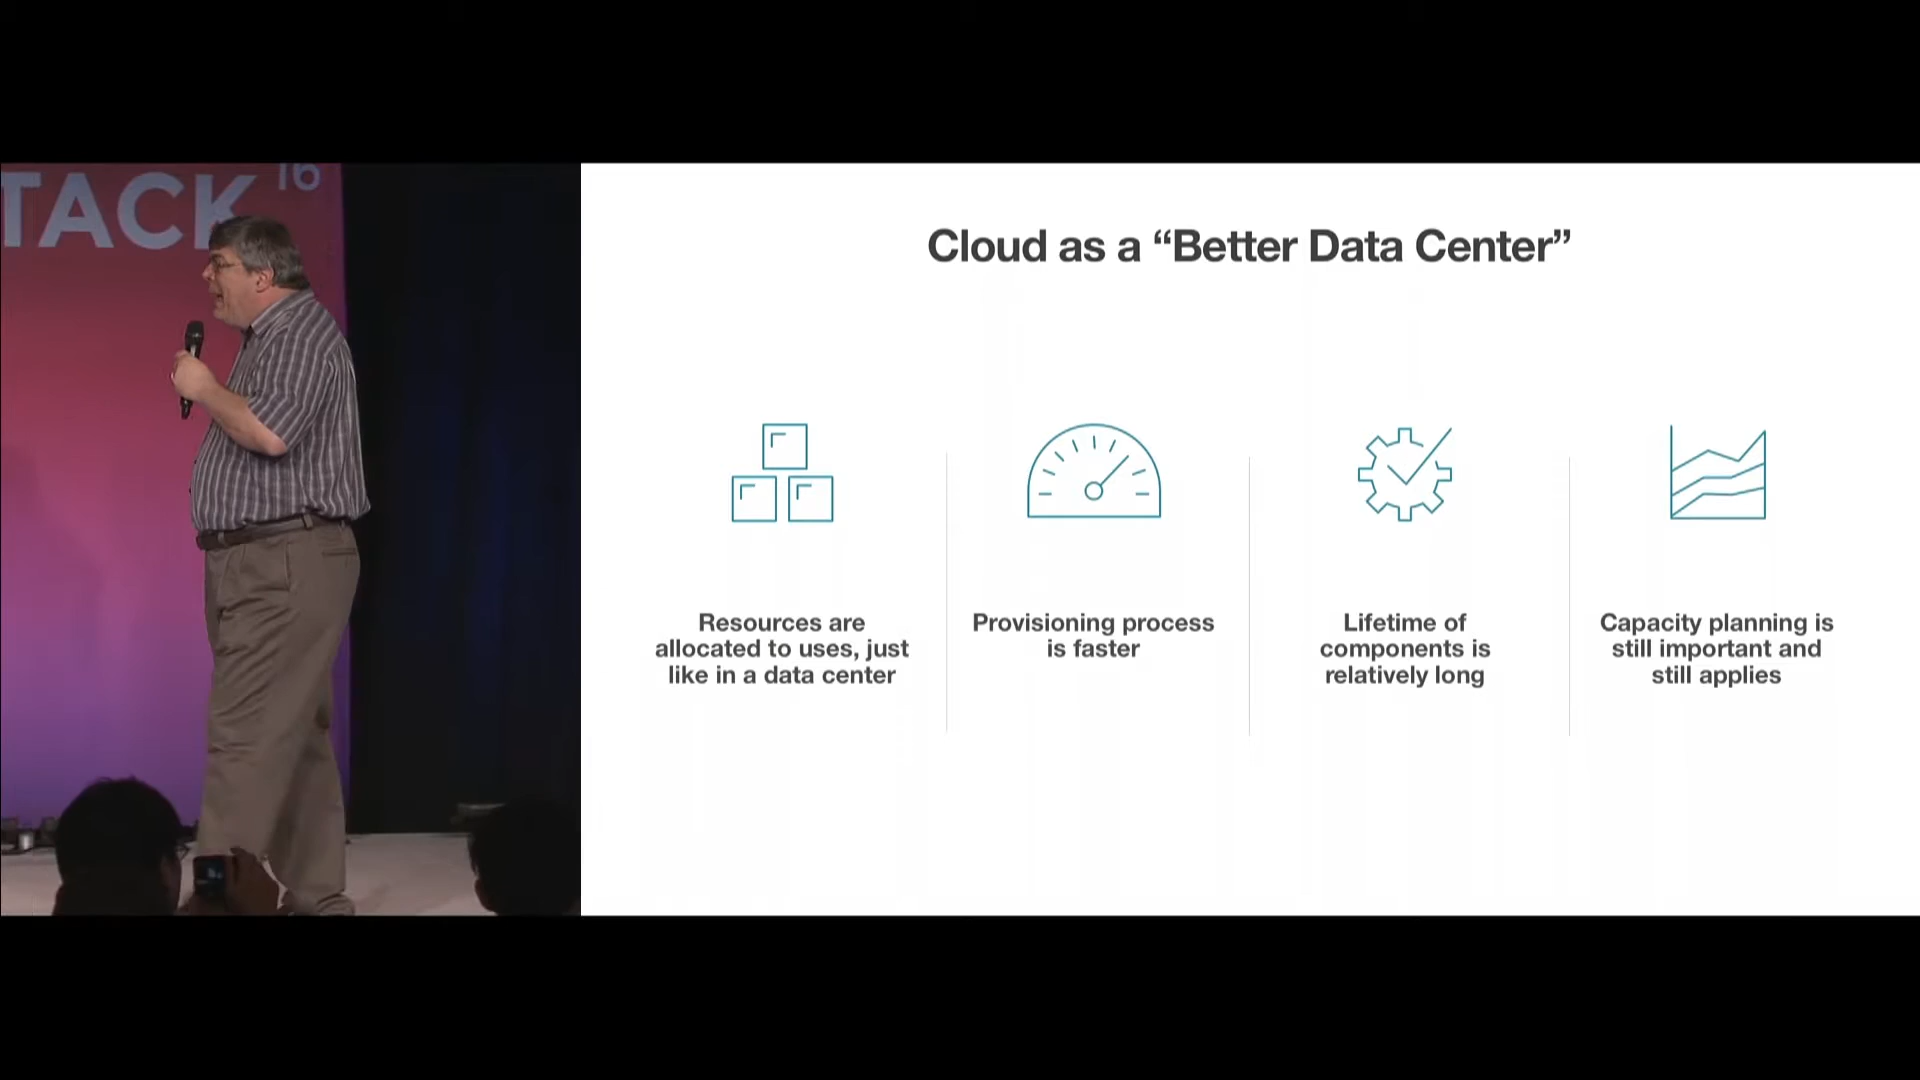 TACK 16
Cloud as a “Better Data Center”
Resources are
allocated to uses, just
like in a data center
Provisioning process
is faster
Lifetime of
components is
relatively long
Capacity planning is
still important and
still applies